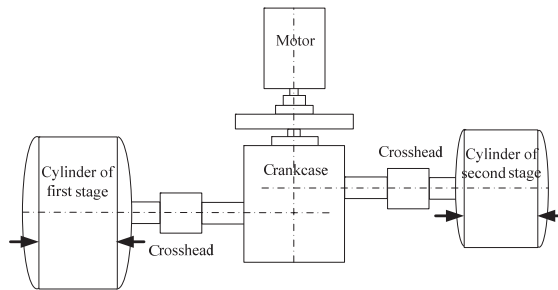 Motor
Cylinder of
first stage
Crosshead
Crankcase
Crosshead
Cylinder of
second stage